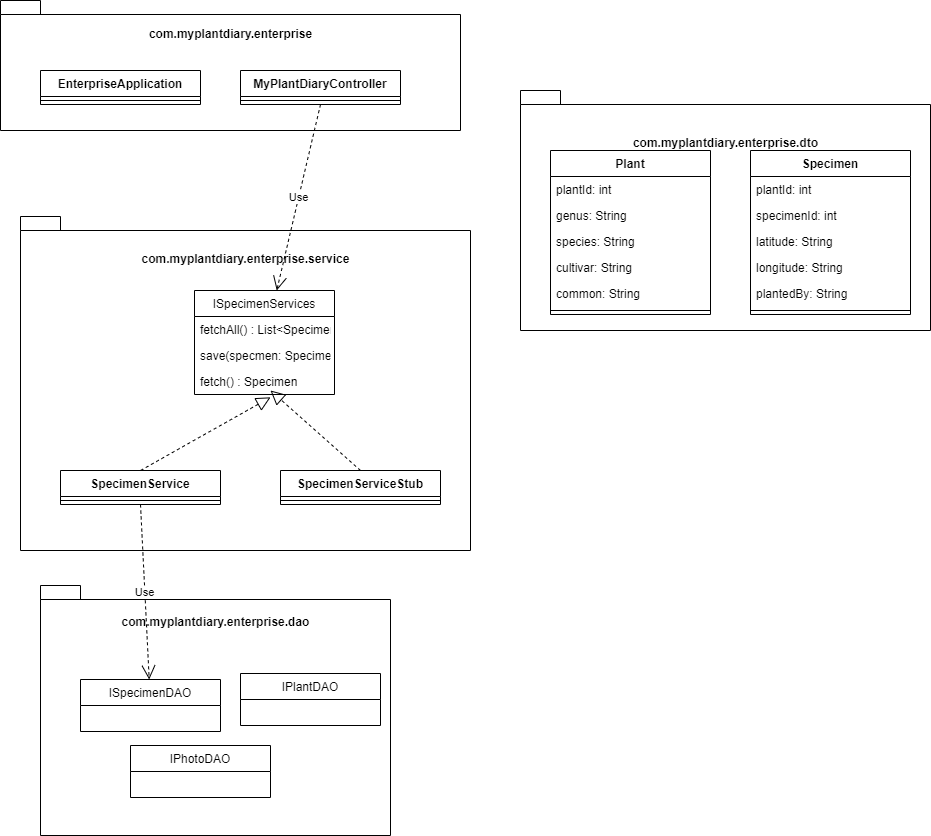 com.myplantdiary.enterprise
EnterpriseApplication
MyPlantDiaryController
Use
com.myplantdiary.enterprise.service
ISpecimenServices
fetchAll() : List<Specime
save(specmen: Specime
fetch() : Specimen
SpecimenService
SpecimenServiceStub
Use
com.myplantdiary.enterprise.dao
ISpecimenDAO
IPlantDAO
IPhotoDAO
com.myplantdiary.enterprise.dto
Plant
plantId: int
genus: String
species: String
cultivar: String
common: String
Specimen
plantId: int
specimenId: int
latitude: String
longitude: String
plantedBy: String